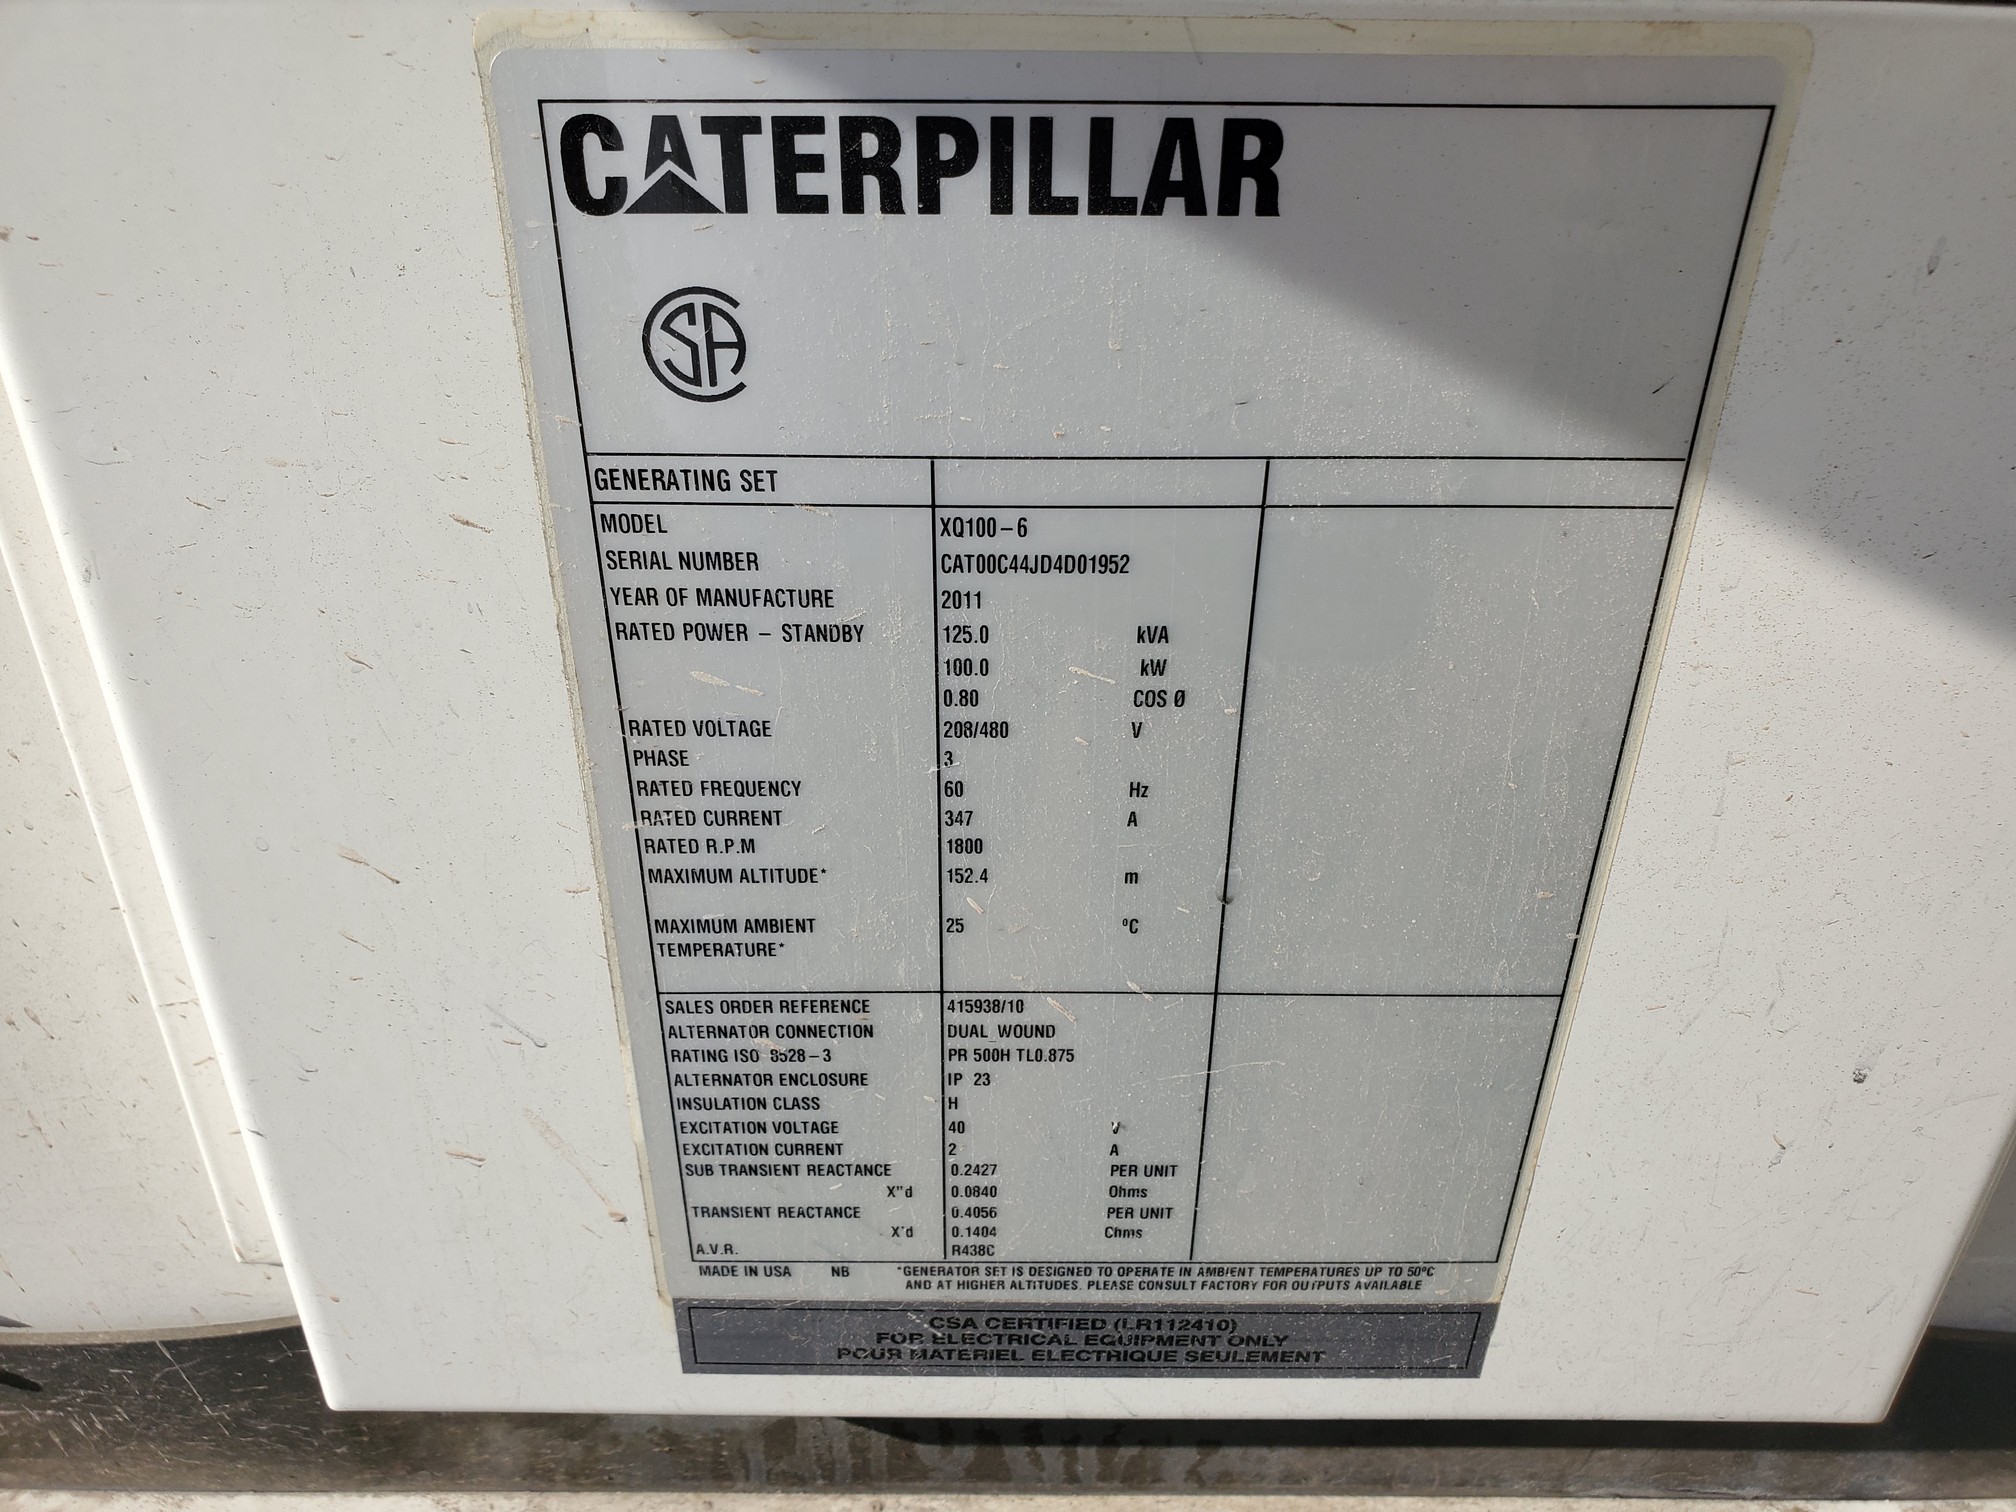 CATERPILLAR
CSA
GENERATING SET
MODEL XQ100-6
SERIAL NUMBER CAT00C44JD4D01952
YEAR OF MANUFACTURE 2011
RATED POWER - STANDBY 125.0 kVA
100.0 kW
0.80 COS Ø
RATED VOLTAGE 208/480 V
PHASE 3
RATED FREQUENCY 60 Hz
RATED CURRENT 347 A
RATED R.P.M 1800
MAXIMUM ALTITUDE* 152.4 m
MAXIMUM AMBIENT 25 ºC
TEMPERATURE*
SALES ORDER REFERENCE 415938/10
ALTERNATOR CONNECTION DUAL WOUND
RATING ISO 8528-3 PR 500H TL0.875
ALTERNATOR ENCLOSURE IP 23
INSULATION CLASS H
EXCITATION VOLTAGE 40 V
EXCITATION CURRENT 2 A
SUB TRANSIENT REACTANCE 0.2427 PER UNIT
X"d 0.0840 Ohms
TRANSIENT REACTANCE 0.4056 PER UNIT
X'd 0.1404 Ohms
A.V.R. R438C
MADE IN USA NB *GENERATOR SET IS DESIGNED TO OPERATE IN AMBIENT TEMPERATURES UP TO 50ºC
AND AT HIGHER ALTITUDES. PLEASE CONSULT FACTORY FOR OUTPUTS AVAILABLE
CSA CERTIFIED (LR112410)
FOR ELECTRICAL EQUIPMENT ONLY
POUR MATERIEL ELECTRIQUE SEULEMENT